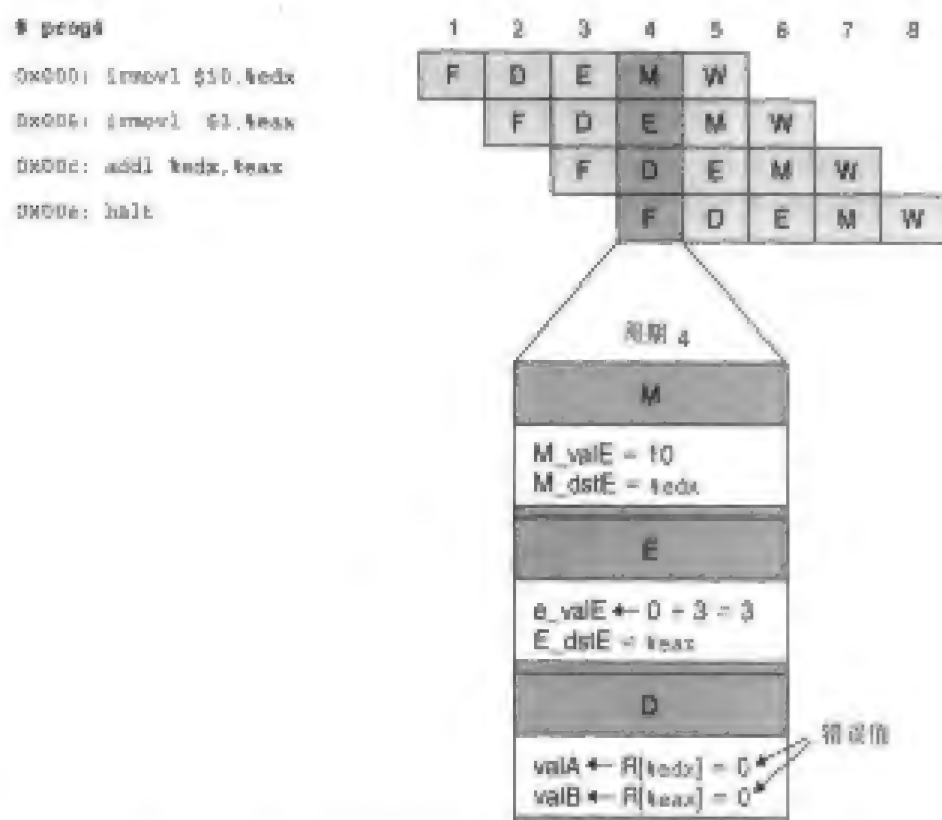 # prog4
0x000: irmovl $10,%edx
0x006: irmovl $3,%eax
0x00c: addl %edx,%eax
0x00e: halt
1 2 3 4 5 6 7 8
F D E M W
F D E M W
F D E M W
F D E M W
周期 4
M
M_valE = 10
M_dstE = %edx
E
e_valE ← 0 + 3 = 3
E_dstE = %eax
D
valA ← R[%edx] = 0
valB ← R[%eax] = 0
错误值